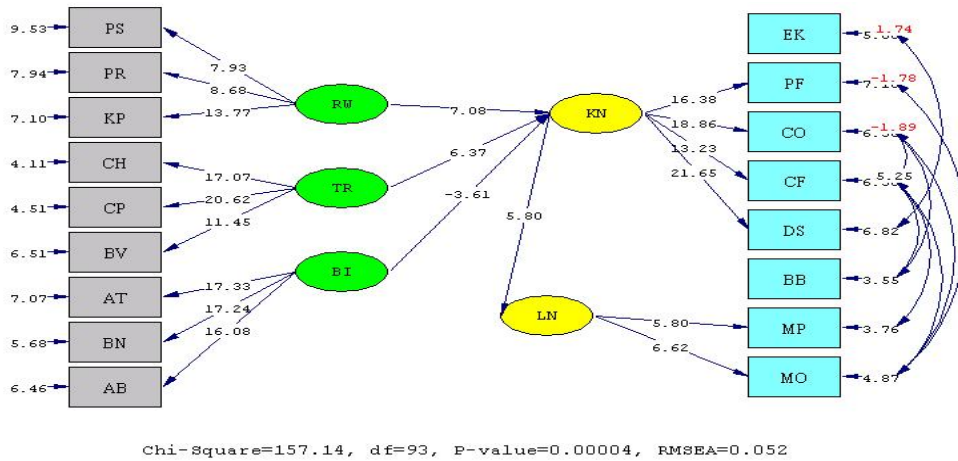 9.53 PS
7.94 PR
7.10 KP
4.11 CH
4.51 CP
6.51 BV
7.07 AT
5.68 BN
6.46 AB
7.93
8.68
13.77
17.07
20.62
11.45
17.33
17.24
16.08
RW
TR
BI
7.08
6.37
-3.61
5.80
KN
LN
16.38
18.86
13.23
21.65
5.80
6.62
EK 1.74
PF -1.78
CO -1.89
CF 5.25
DS 6.82
BB 3.55
MP 3.76
MO 4.87
Chi-Square=157.14, df=93, P-value=0.00004, RMSEA=0.052